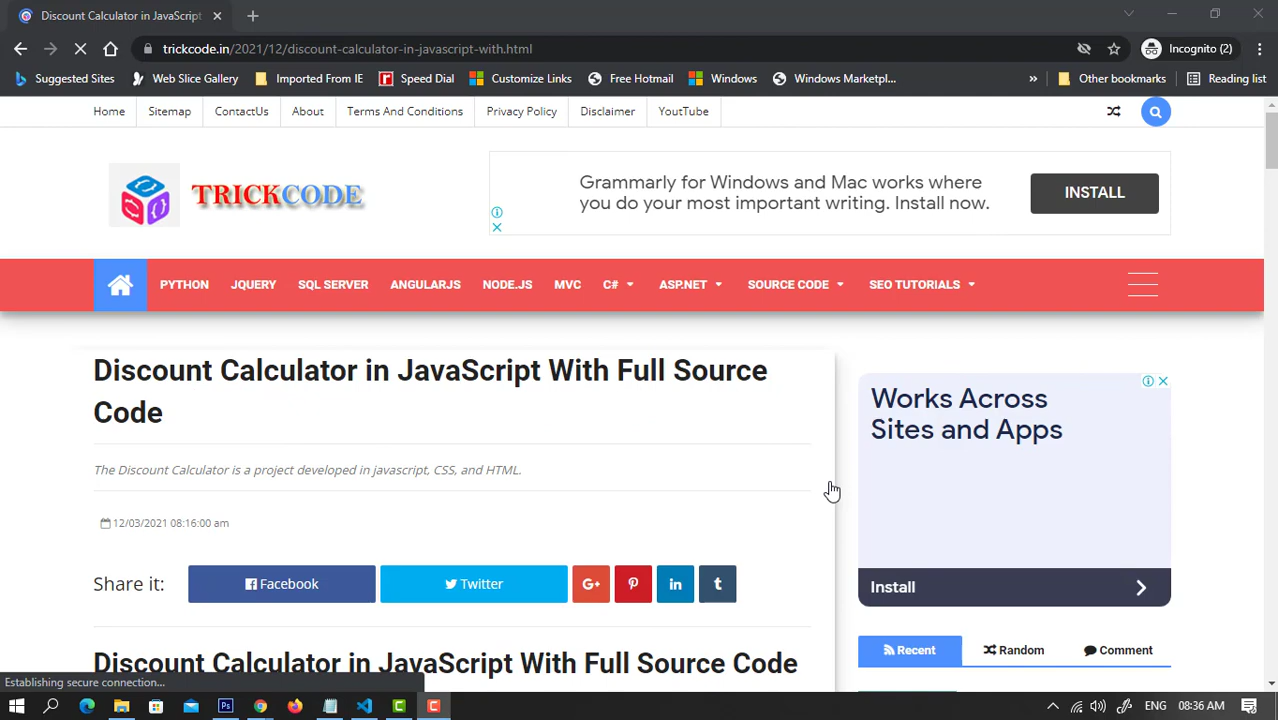 Discount Calculator in JavaScript
trickcode.in/2021/12/discount-calculator-in-javascript-with.html
Incognito (2)
Suggested Sites Web Slice Gallery Imported From IE Speed Dial Customize Links Free Hotmail Windows Windows Marketpl... » Other bookmarks Reading list
Home Sitemap ContactUs About Terms And Conditions Privacy Policy Disclaimer YoutTube
TRICKCODE
Grammarly for Windows and Mac works where
you do your most important writing. Install now.
INSTALL
PYTHON JQUERY SQL SERVER ANGULARJS NODE.JS MVC C# ASP.NET SOURCE CODE SEO TUTORIALS
Discount Calculator in JavaScript With Full Source
Code
The Discount Calculator is a project developed in javascript, CSS, and HTML.
12/03/2021 08:16:00 am
Share it: Facebook Twitter G+ in t
Discount Calculator in JavaScript With Full Source Code
Works Across
Sites and Apps
Install
Recent Random Comment
Establishing secure connection...
Ps C C ENG 08:36 AM